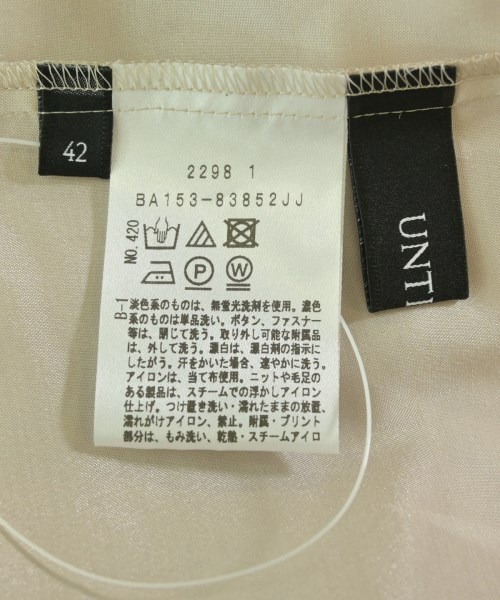 42
2298 1
BA153-83852JJ
NO.420
P
W
B-1
淡色系のものは、無蛍光洗剤を使用。濃色
系のものは単品洗い。ボタン、ファスナー
等は、閉じて洗う。取り外し可能な附属品
は、外して洗う。漂白は、漂白剤の指示に
したがう。汗をかいた場合、速やかに洗う。
アイロンは、当て布使用。ニットや毛足の
ある製品は、スチームでの浮かしアイロン
仕上げ。つけ置き洗い・濡れたままの放置、
濡れがけアイロン、禁止。附属・プリント
部分は、もみ洗い、乾熱・スチームアイロ
UNTI